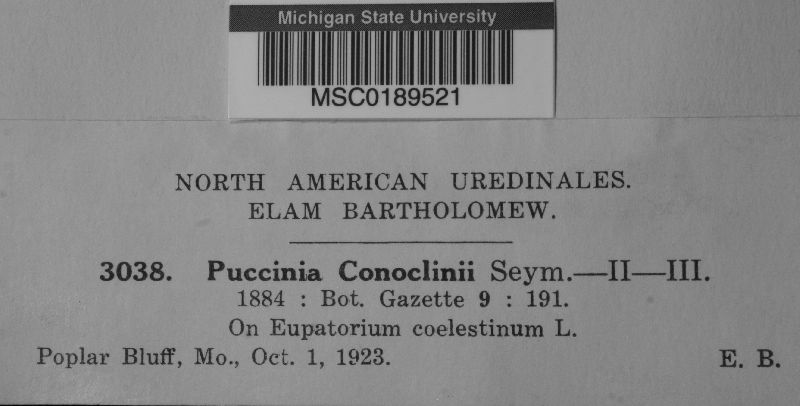 Michigan State University
MSC0189521
NORTH AMERICAN UREDINALES.
ELAM BARTHOLOMEW.
3038. Puccinia Conoclinii Seym.—II—III.
1884 : Bot. Gazette 9 : 191.
On Eupatorium coelestinum L.
Poplar Bluff, Mo., Oct. 1, 1923. E. B.